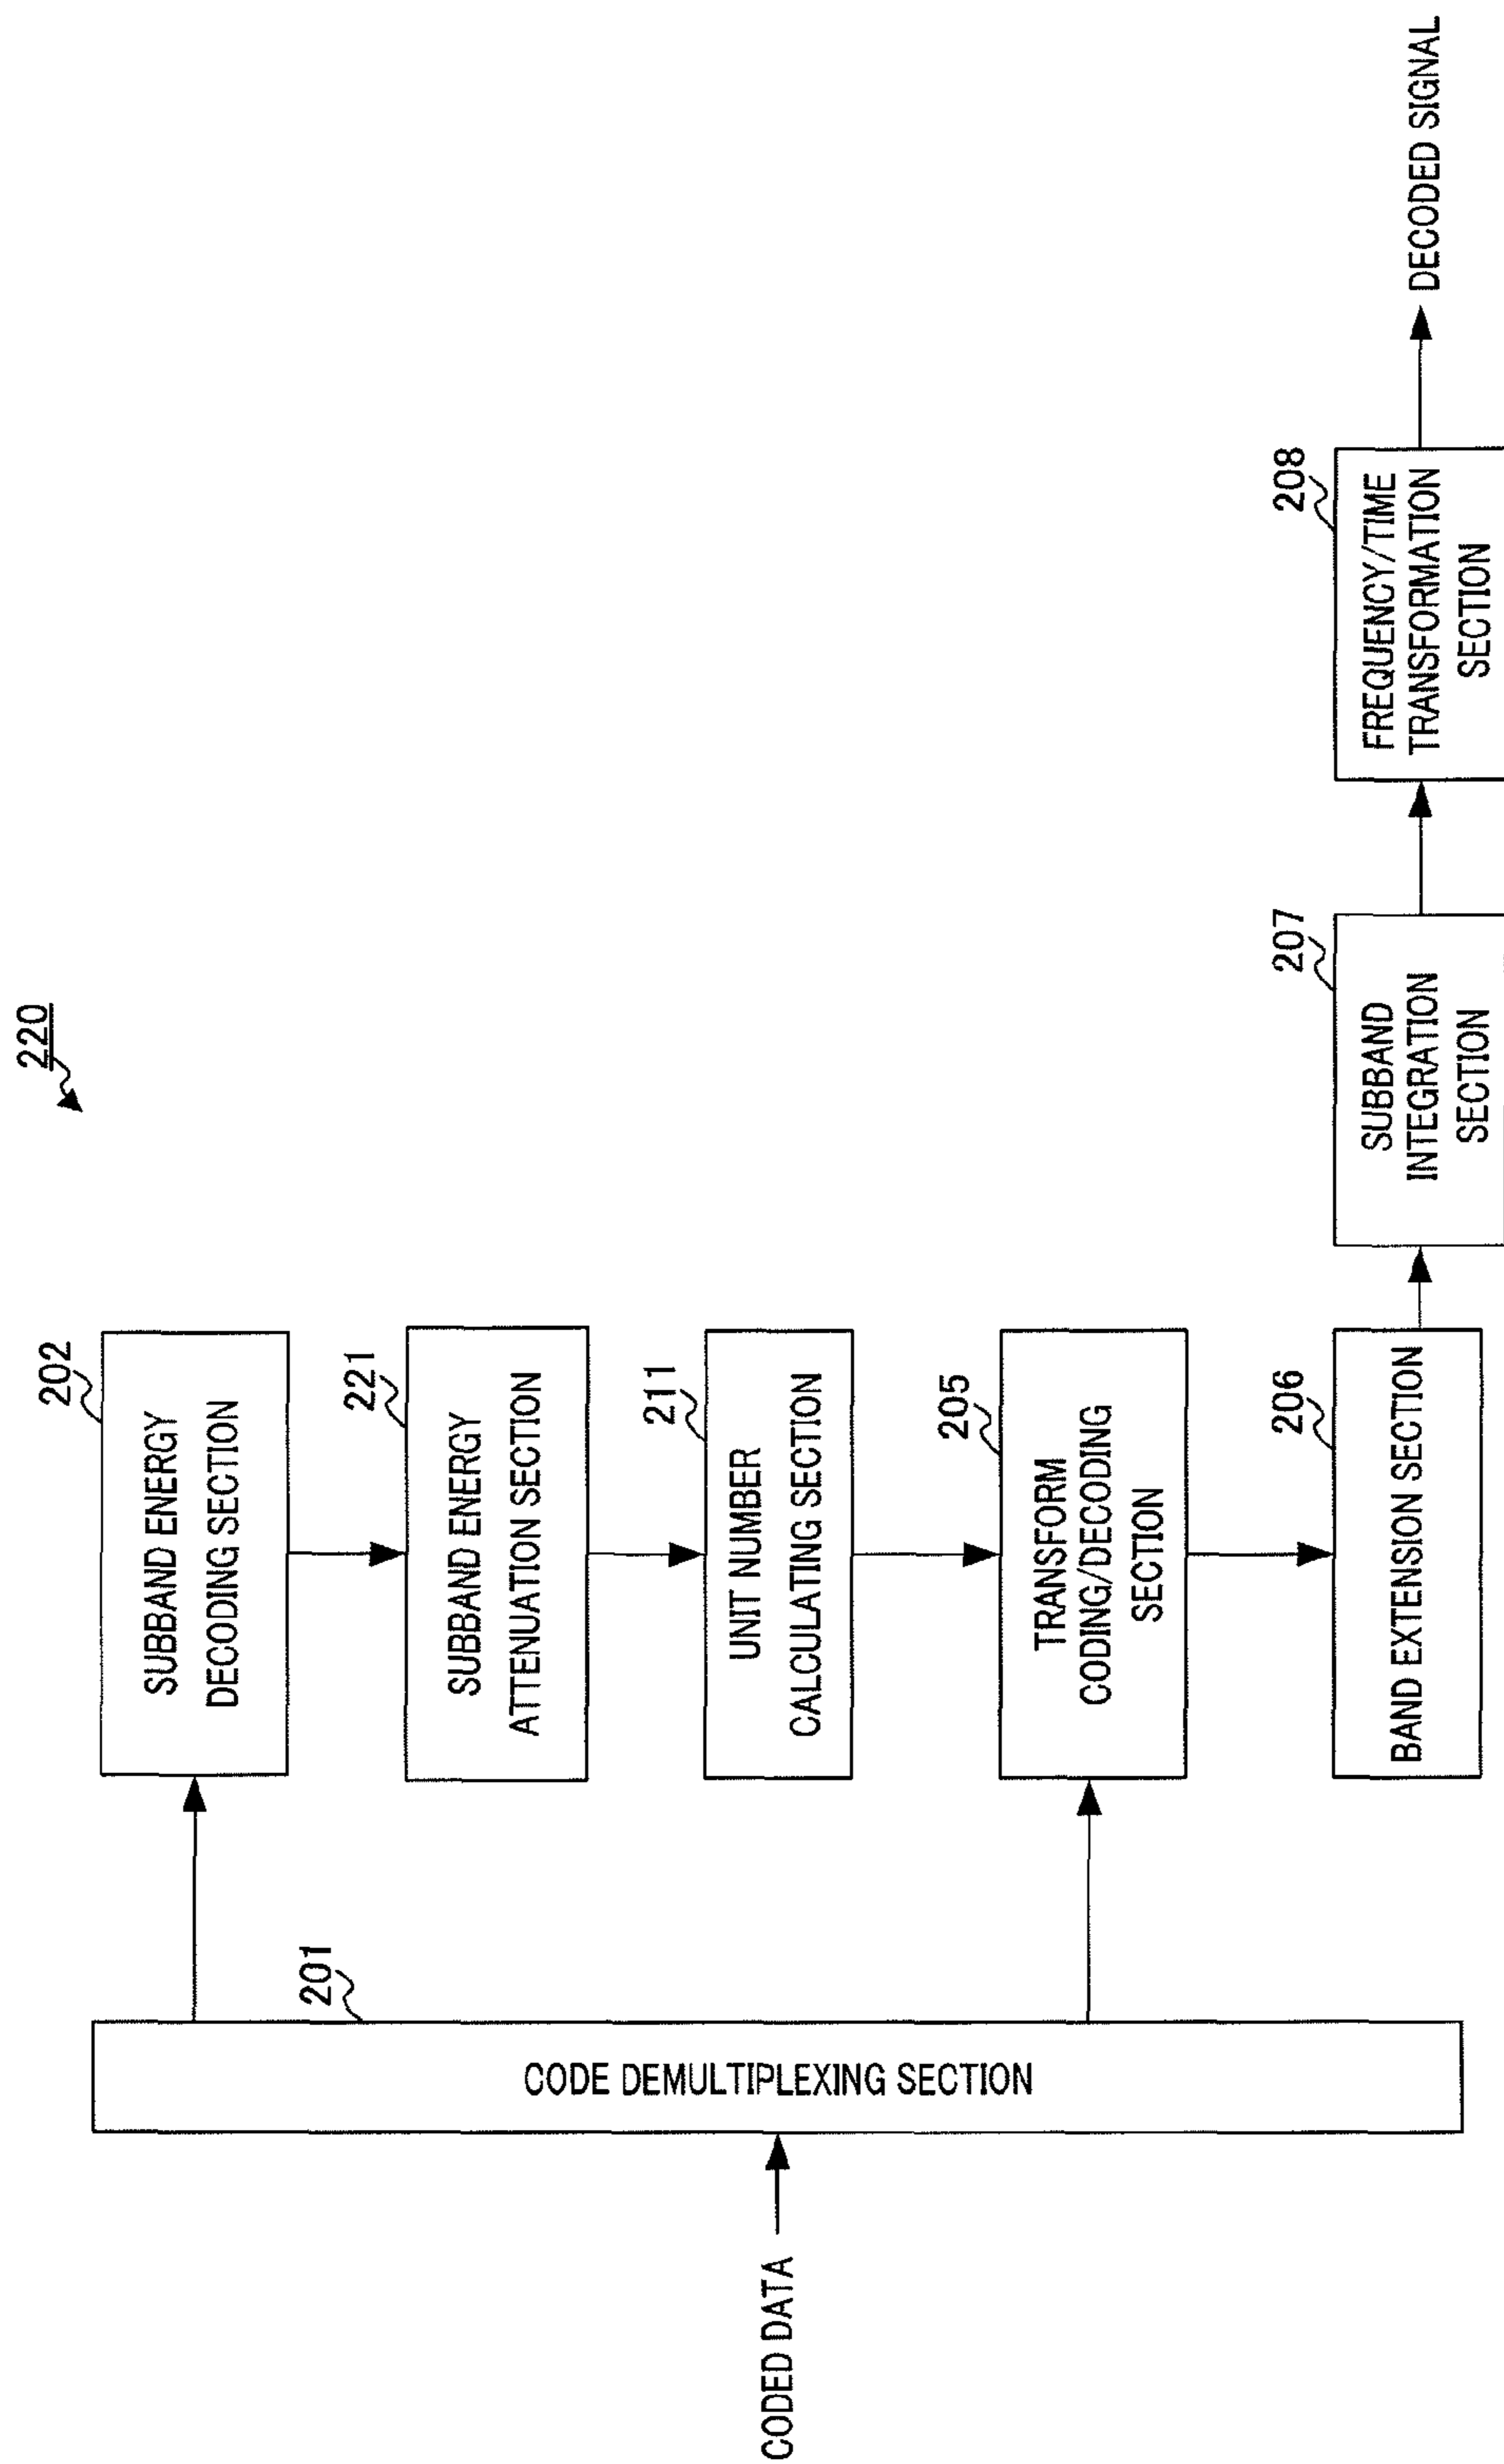 220
CODED DATA
201
CODE DEMULTIPLEXING SECTION
202
SUBBAND ENERGY
DECODING SECTION
221
SUBBAND ENERGY
ATTENUATION SECTION
211
UNIT NUMBER
CALCULATING SECTION
205
TRANSFORM
CODING/DECODING
SECTION
206
BAND EXTENSION SECTION
207
SUBBAND
INTEGRATION
SECTION
208
FREQUENCY/TIME
TRANSFORMATION
SECTION
DECODED SIGNAL